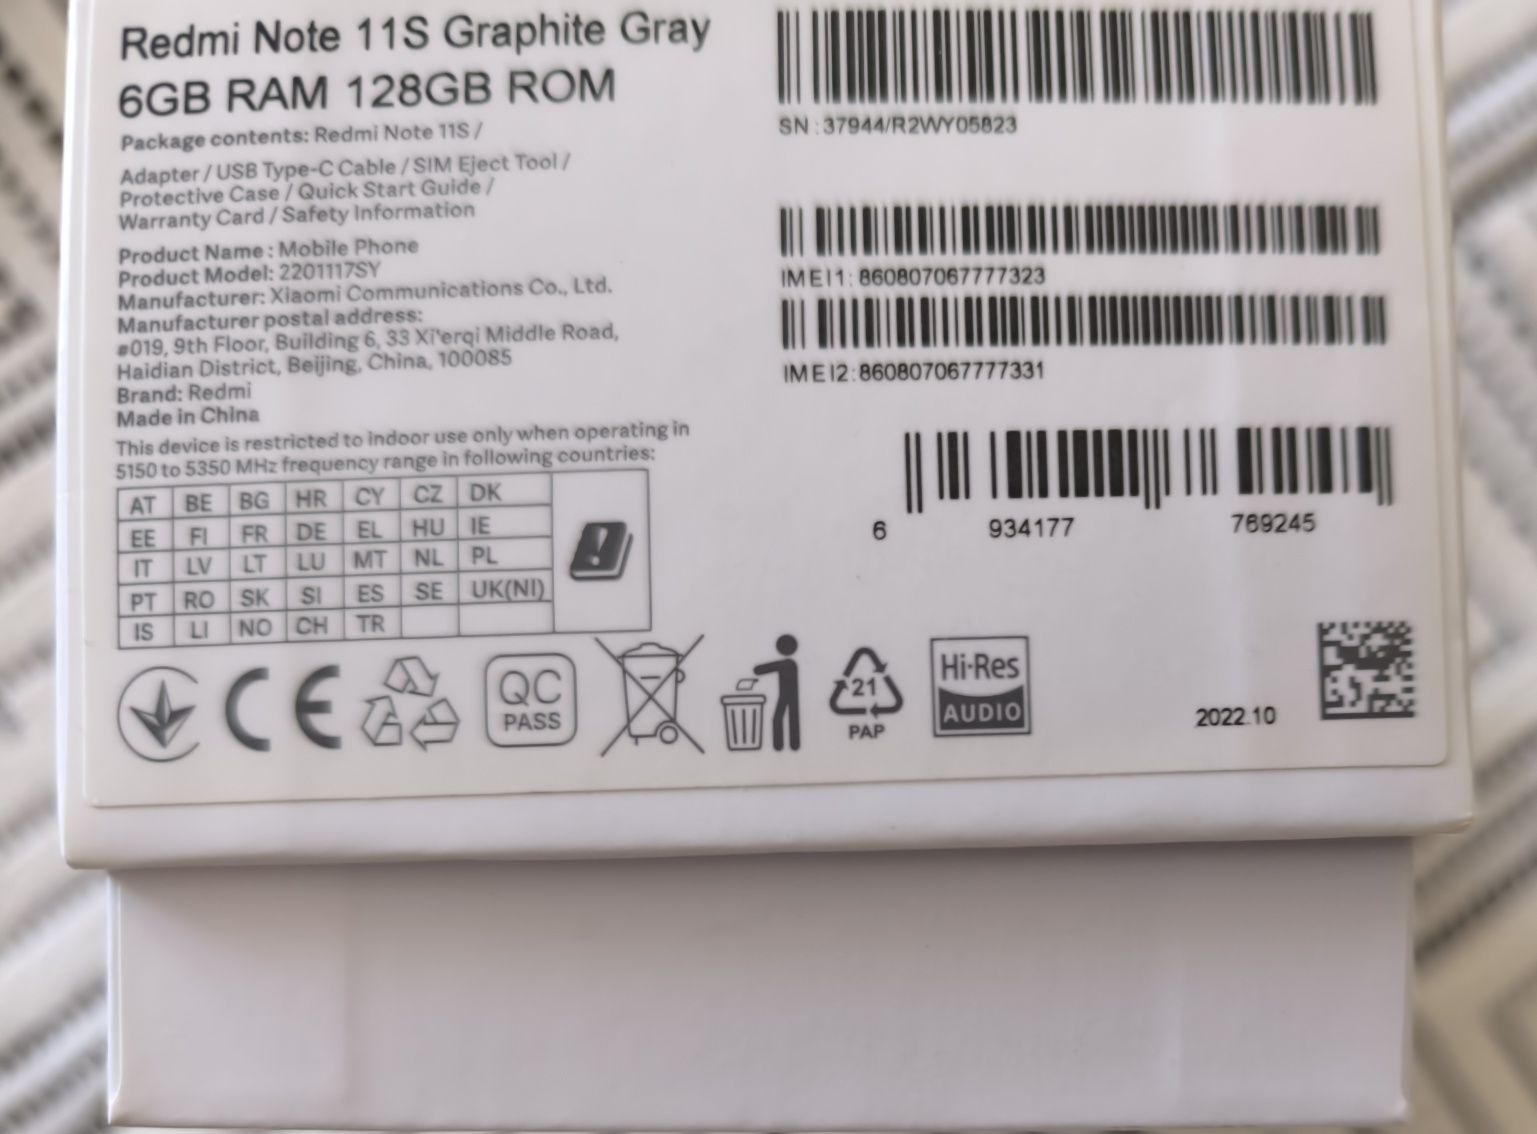 Redmi Note 11S Graphite Gray
6GB RAM 128GB ROM
Package contents: Redmi Note 11S /
Adapter / USB Type-C Cable / SIM Eject Tool /
Protective Case / Quick Start Guide /
Warranty Card / Safety Information
Product Name : Mobile Phone
Product Model: 2201117SY
Manufacturer: Xiaomi Communications Co., Ltd.
Manufacturer postal address:
#019, 9th Floor, Building 6, 33 Xi'erqi Middle Road,
Haidian District, Beijing, China, 100085
Brand: Redmi
Made in China
This device is restricted to indoor use only when operating in
5150 to 5350 MHz frequency range in following countries:
AT BE BG HR CY CZ DK
EE FI FR DE EL HU IE
IT LV LT LU MT NL PL
PT RO SK SI ES SE UK(NI)
IS LI NO CH TR
CE
QC
PASS
21
PAP
Hi-Res
AUDIO
SN : 37944/R2WY05823
IMEI1: 860807067777323
IMEI2: 860807067777331
6 934177 769245
2022.10